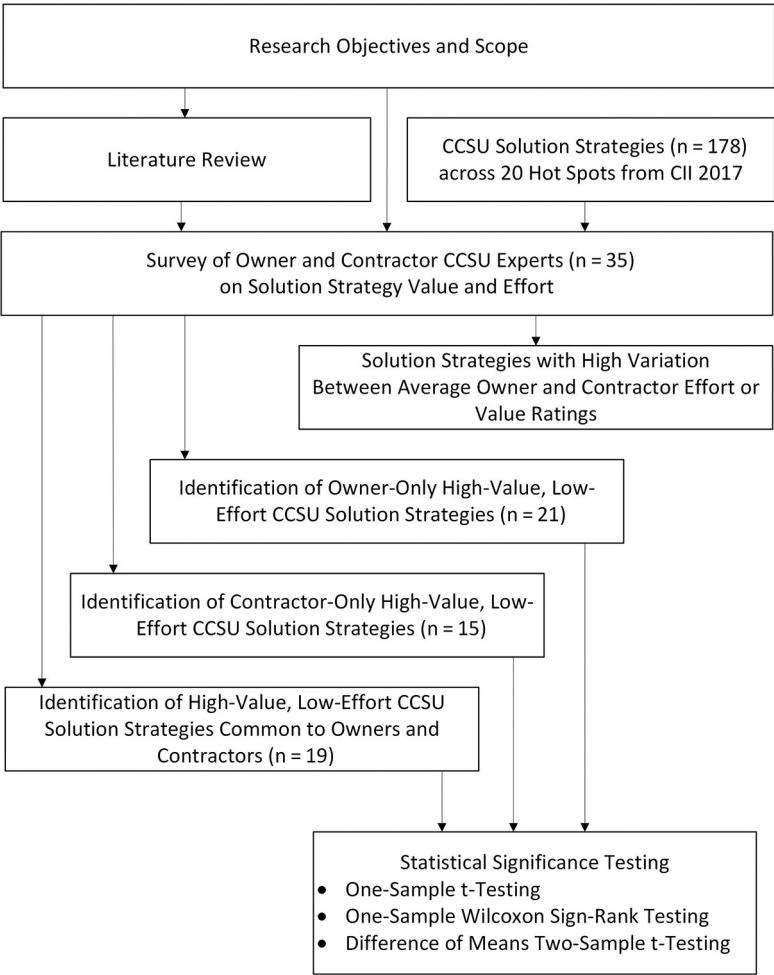 Research Objectives and Scope
Literature Review
CCSU Solution Strategies (n = 178)
across 20 Hot Spots from CII 2017
Survey of Owner and Contractor CCSU Experts (n = 35)
on Solution Strategy Value and Effort
Solution Strategies with High Variation
Between Average Owner and Contractor Effort or
Value Ratings
Identification of Owner-Only High-Value, Low-
Effort CCSU Solution Strategies (n = 21)
Identification of Contractor-Only High-Value, Low-
Effort CCSU Solution Strategies (n = 15)
Identification of High-Value, Low-Effort CCSU
Solution Strategies Common to Owners and
Contractors (n = 19)
Statistical Significance Testing
• One-Sample t-Testing
• One-Sample Wilcoxon Sign-Rank Testing
• Difference of Means Two-Sample t-Testing